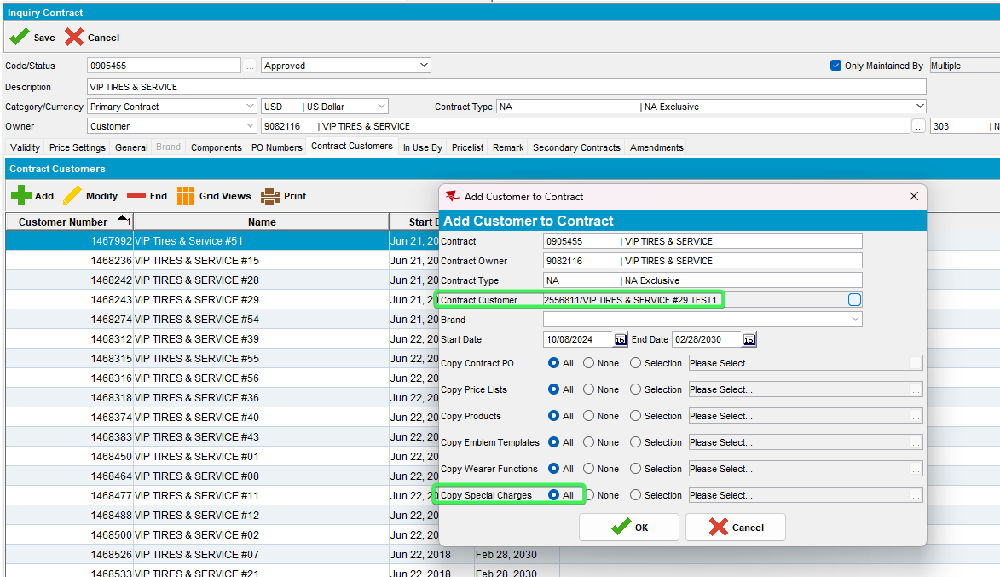 Inquiry Contract
Save Cancel
Code/Status 0905455 ... Approved Only Maintained By Multiple
Description VIP TIRES & SERVICE
Category/Currency Primary Contract USD | US Dollar Contract Type NA | NA Exclusive
Owner Customer 9082116 | VIP TIRES & SERVICE ... 303 | N
Validity Price Settings General Brand Components PO Numbers Contract Customers In Use By Pricelist Remark Secondary Contracts Amendments
Contract Customers
Add Modify End Grid Views Print
Customer Number 1 Name Start D
1467992 VIP Tires & Service #51 Jun 21, 20
1468236 VIP TIRES & SERVICE #15 Jun 21, 20
1468242 VIP TIRES & SERVICE #28 Jun 21, 20
1468243 VIP TIRES & SERVICE #29 Jun 21, 20
1468274 VIP TIRES & SERVICE #54 Jun 21, 20
1468312 VIP TIRES & SERVICE #39 Jun 22, 20
1468315 VIP TIRES & SERVICE #55 Jun 22, 20
1468316 VIP TIRES & SERVICE #56 Jun 22, 20
1468318 VIP TIRES & SERVICE #36 Jun 22, 20
1468374 VIP TIRES & SERVICE #40 Jun 22, 20
1468383 VIP TIRES & SERVICE #43 Jun 22, 20
1468450 VIP TIRES & SERVICE #01 Jun 22, 20
1468464 VIP TIRES & SERVICE #08 Jun 22, 20
1468477 VIP TIRES & SERVICE #11 Jun 22, 20
1468488 VIP TIRES & SERVICE #12 Jun 22, 20
1468500 VIP TIRES & SERVICE #02 Jun 22, 20
1468526 VIP TIRES & SERVICE #07 Jun 22, 2018 Feb 28, 2030
1468533 VIP TIRES & SERVICE #21 Jun 22, 2018 Feb 28, 2030
Add Customer to Contract
Add Customer to Contract
Contract 0905455 | VIP TIRES & SERVICE
Contract Owner 9082116 | VIP TIRES & SERVICE
Contract Type NA | NA Exclusive
Contract Customer 2556811/VIP TIRES & SERVICE #29 TEST1 ...
Brand
Start Date 10/08/2024 16 End Date 02/28/2030 16
Copy Contract PO All None Selection Please Select... ...
Copy Price Lists All None Selection Please Select... ...
Copy Products All None Selection Please Select... ...
Copy Emblem Templates All None Selection Please Select... ...
Copy Wearer Functions All None Selection Please Select... ...
Copy Special Charges All None Selection Please Select... ...
OK Cancel